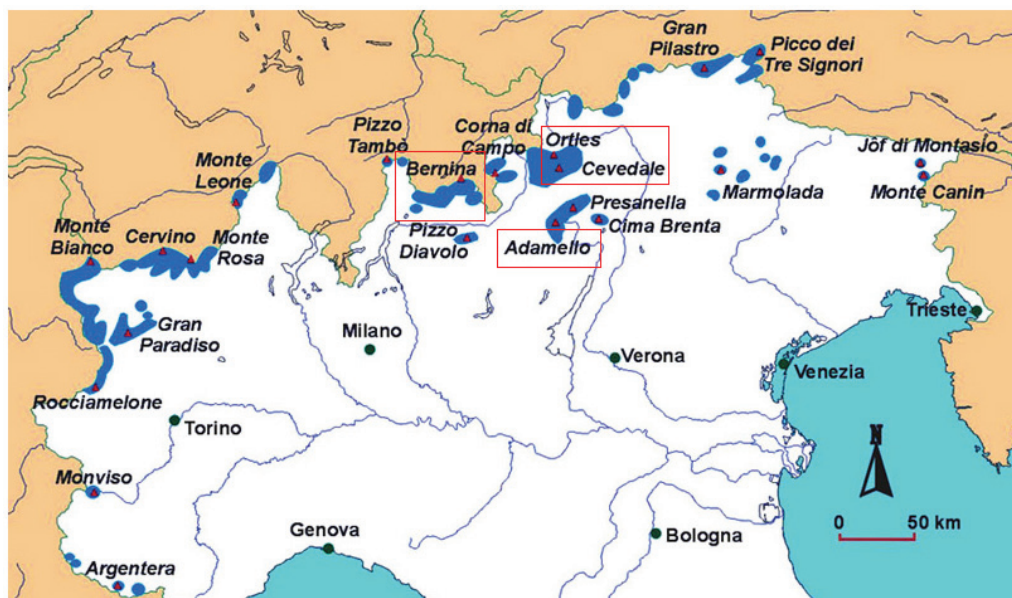 Gran
Pilastro
Picco dei
Tre Signori
Pizzo
Tambò
Corna di
Campo
Ortles
Cevedale
Bernina
Jôf di Montasio
Monte Canin
Monte
Leone
Marmolada
Presanella
Cima Brenta
Adamello
Pizzo
Diavolo
Monte
Bianco
Cervino
Monte
Rosa
Gran
Paradiso
Milano
Trieste
Verona
Venezia
Rocciamelone
Torino
Monviso
Genova
Bologna
Argentera
N
0 50 km